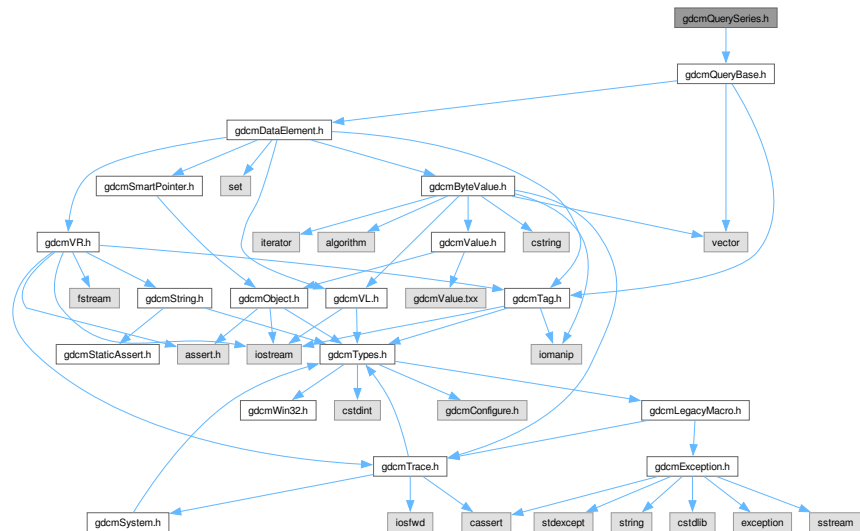 gdcmQuerySeries.h
gdcmQueryBase.h
gdcmDataElement.h
gdcmSmartPointer.h
set
gdcmByteValue.h
gdcmVR.h
iterator
algorithm
gdcmValue.h
cstring
vector
fstream
gdcmString.h
gdcmObject.h
gdcmVL.h
gdcmValue.txx
gdcmTag.h
gdcmStaticAssert.h
assert.h
iostream
gdcmTypes.h
iomanip
gdcmWin32.h
cstdint
gdcmConfigure.h
gdcmLegacyMacro.h
gdcmTrace.h
gdcmException.h
gdcmSystem.h
iosfwd
cassert
stdexcept
string
cstdlib
exception
sstream